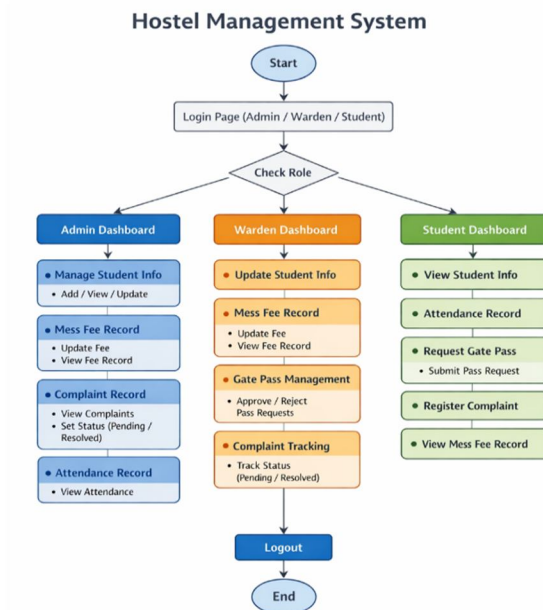 Hostel Management System
Start
Login Page (Admin / Warden / Student)
Check Role
Admin Dashboard
• Manage Student Info
• Add / View / Update
• Mess Fee Record
• Update Fee
• View Fee Record
• Complaint Record
• View Complaints
• Set Status (Pending /
Resolved)
• Attendance Record
• View Attendance
Warden Dashboard
• Update Student Info
• Mess Fee Record
• Update Fee
• View Fee Record
• Gate Pass Management
• Approve / Reject
Pass Requests
• Complaint Tracking
• Track Status
(Pending / Resolved)
Student Dashboard
• View Student Info
• Attendance Record
• Request Gate Pass
• Submit Pass Request
• Register Complaint
• View Mess Fee Record
Logout
End